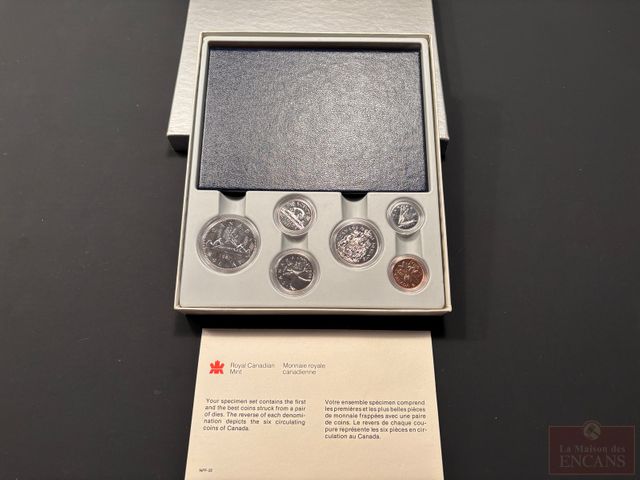 Royal Canadian
Mint
Monnaie royale
canadienne
Your specimen set contains the first
and the best coins struck from a pair
of dies. The reverse of each denomi-
nation depicts the six circulating
coins of Canada.
Votre ensemble spécimen comprend
les premières et les plus belles pièces
de monnaie frappées avec une paire
de coins. Le revers de chaque cou-
pure représente les six pièces en cir-
culation au Canada.
La Maison des
ENCANS